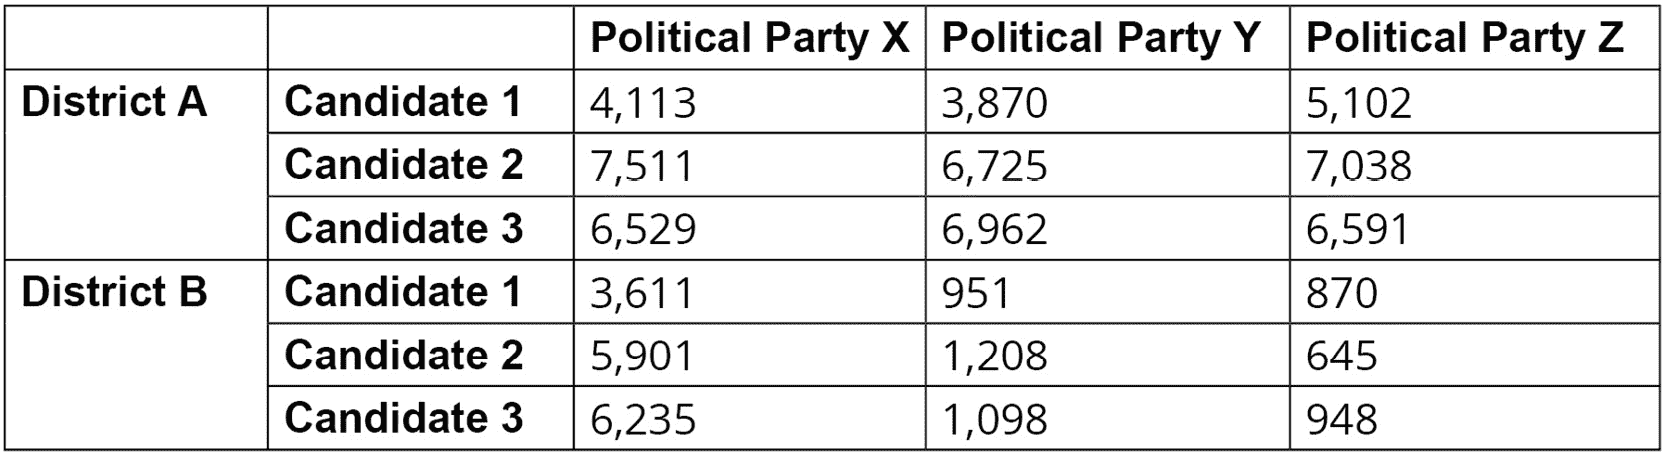 Political Party X Political Party Y Political Party Z
District A Candidate 1 4,113 3,870 5,102
Candidate 2 7,511 6,725 7,038
Candidate 3 6,529 6,962 6,591
District B Candidate 1 3,611 951 870
Candidate 2 5,901 1,208 645
Candidate 3 6,235 1,098 948